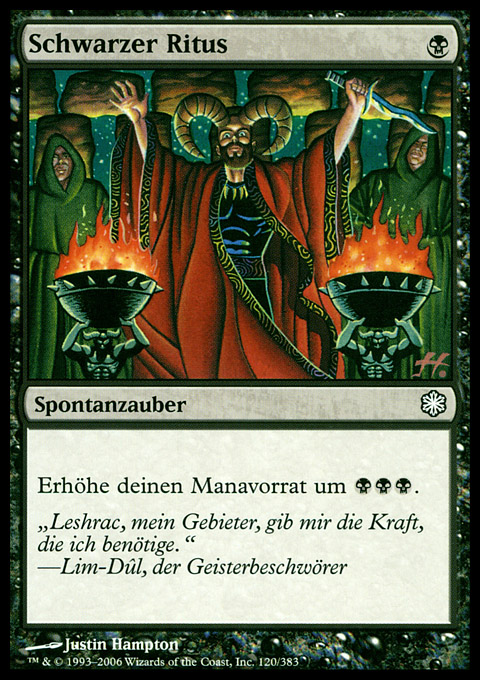 Schwarzer Ritus
H.
Spontanzauber
Erhöhe deinen Manavorrat um
.
„Leshrac, mein Gebieter, gib mir die Kraft,
die ich benötige.“
—Lim-Dûl, der Geisterbeschwörer
Justin Hampton
™ & © 1993–2006 Wizards of the Coast, Inc. 120/383